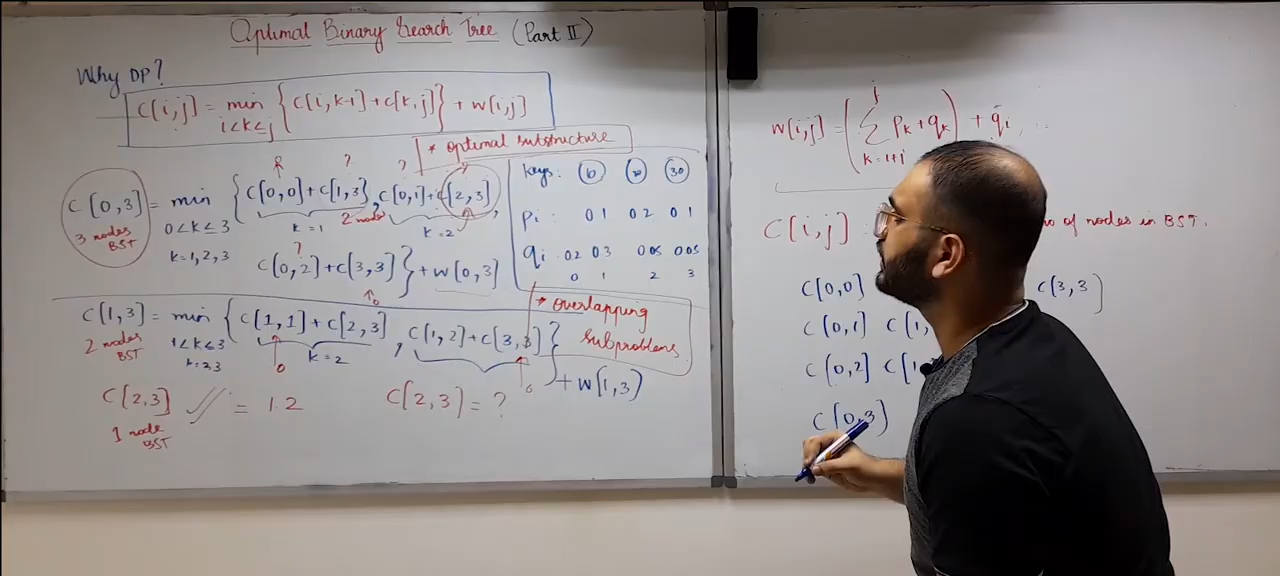 Optimal Binary Search Tree (Part II)
Why DP?
C[i,j] = min { C[i,k-1] + C[k,j] } + W[i,j]
i<k≤j
* optimal substructure
C[0,3] = min { C[0,0] + C[1,3], C[0,1] + C[2,3],
3 nodes BST
0<k≤3
k=1,2,3
k=1
2 nodes
k=2
C[0,2] + C[3,3] } + W[0,3]
keys: 10 20 30
pi: 0.1 0.2 0.1
qi 0.2 0.3 0.05 0.05
0 1 2 3
* overlapping subproblems
C[1,3] = min { C[1,1] + C[2,3], C[1,2] + C[3,3] }
2 nodes BST
1<k≤3
k=2,3
k=2
0
+ W[1,3]
C[2,3] = 1.2
1 node BST
C[2,3] = ?
W[i,j] = ( j Σ k=i+1 Pk + qk ) + qi
C[i,j] :
no of nodes in BST.
C[0,0]
C[3,3]
C[0,1]
C[0,2]
C[0,3]